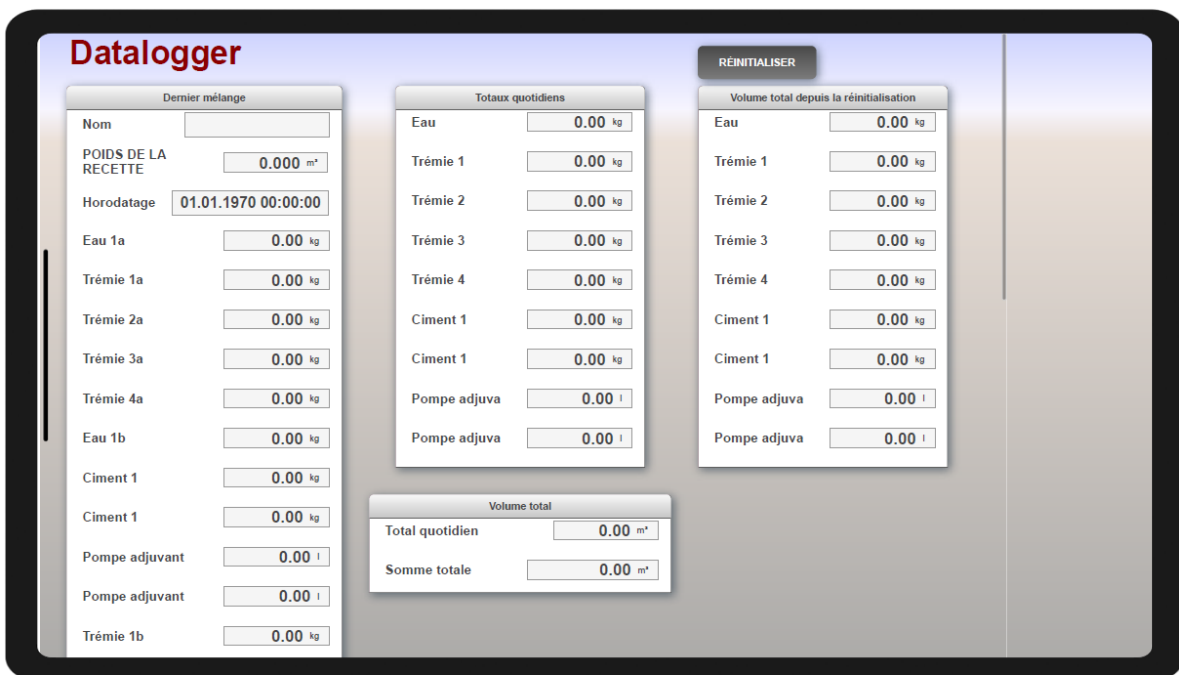 Datalogger
RÉINITIALISER
Dernier mélange
Nom
POIDS DE LA
RECETTE
0.000 m³
Horodatage 01.01.1970 00:00:00
Eau 1a 0.00 kg
Trémie 1a 0.00 kg
Trémie 2a 0.00 kg
Trémie 3a 0.00 kg
Trémie 4a 0.00 kg
Eau 1b 0.00 kg
Ciment 1 0.00 kg
Ciment 1 0.00 kg
Pompe adjuvant 0.00 l
Pompe adjuvant 0.00 l
Trémie 1b 0.00 kg
Totaux quotidiens
Eau 0.00 kg
Trémie 1 0.00 kg
Trémie 2 0.00 kg
Trémie 3 0.00 kg
Trémie 4 0.00 kg
Ciment 1 0.00 kg
Ciment 1 0.00 kg
Pompe adjuva 0.00 l
Pompe adjuva 0.00 l
Volume total depuis la réinitialisation
Eau 0.00 kg
Trémie 1 0.00 kg
Trémie 2 0.00 kg
Trémie 3 0.00 kg
Trémie 4 0.00 kg
Ciment 1 0.00 kg
Ciment 1 0.00 kg
Pompe adjuva 0.00 l
Pompe adjuva 0.00 l
Volume total
Total quotidien 0.00 m³
Somme totale 0.00 m³